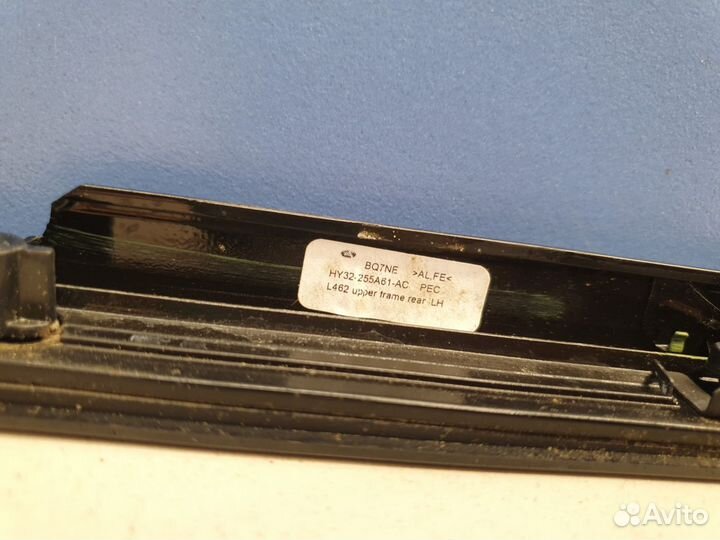 BQ7NE >AL,FE<
HY32-255A61-AC PEC
L462 upper frame rear LH
Avito